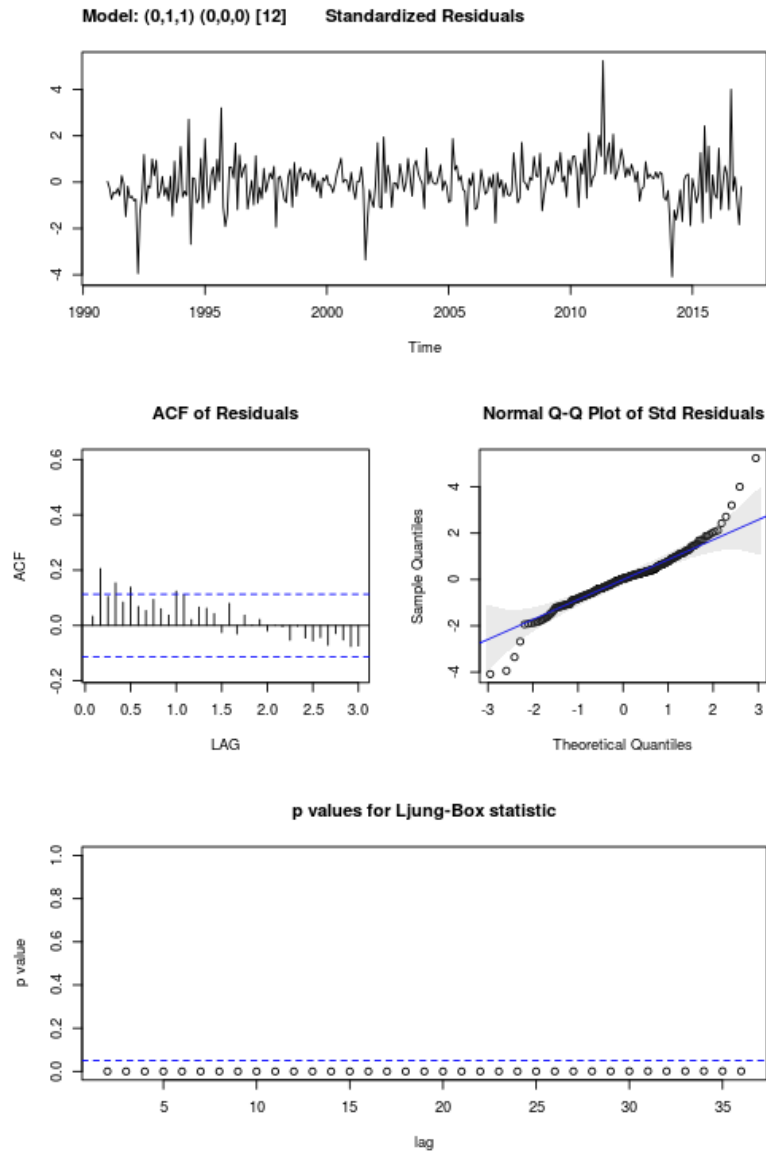 Model: (0,1,1) (0,0,0) [12] Standardized Residuals
4
2
0
-2
-4
1990 1995 2000 2005 2010 2015
Time
ACF of Residuals
ACF
0.6
0.4
0.2
0.0
-0.2
0.0 0.5 1.0 1.5 2.0 2.5 3.0
LAG
Normal Q-Q Plot of Std Residuals
Sample Quantiles
4
2
0
-2
-4
-3 -2 -1 0 1 2 3
Theoretical Quantiles
p values for Ljung-Box statistic
p value
1.0
0.8
0.6
0.4
0.2
0.0
5 10 15 20 25 30 35
lag